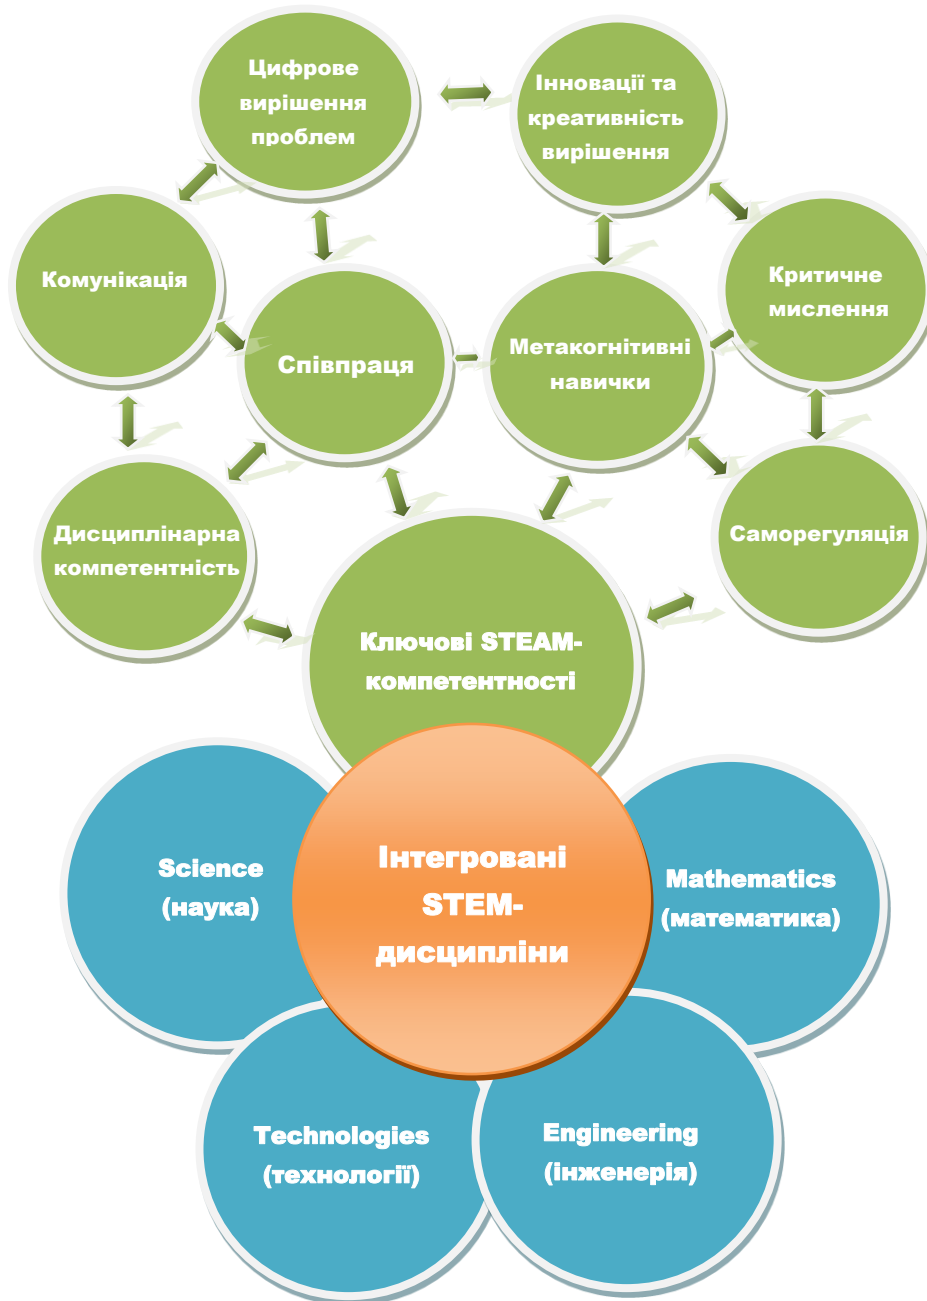 Цифрове
вирішення
проблем
Інновації та
креативність
вирішення
Комунікація
Критичне
мислення
Співпраця
Метакогнітивні
навички
Дисциплінарна
компетентність
Саморегуляція
Ключові STEAM-
компетентності
Science
(наука)
Інтегровані
STEM-
дисципліни
Mathematics
(математика)
Technologies
(технології)
Engineering
(інженерія)